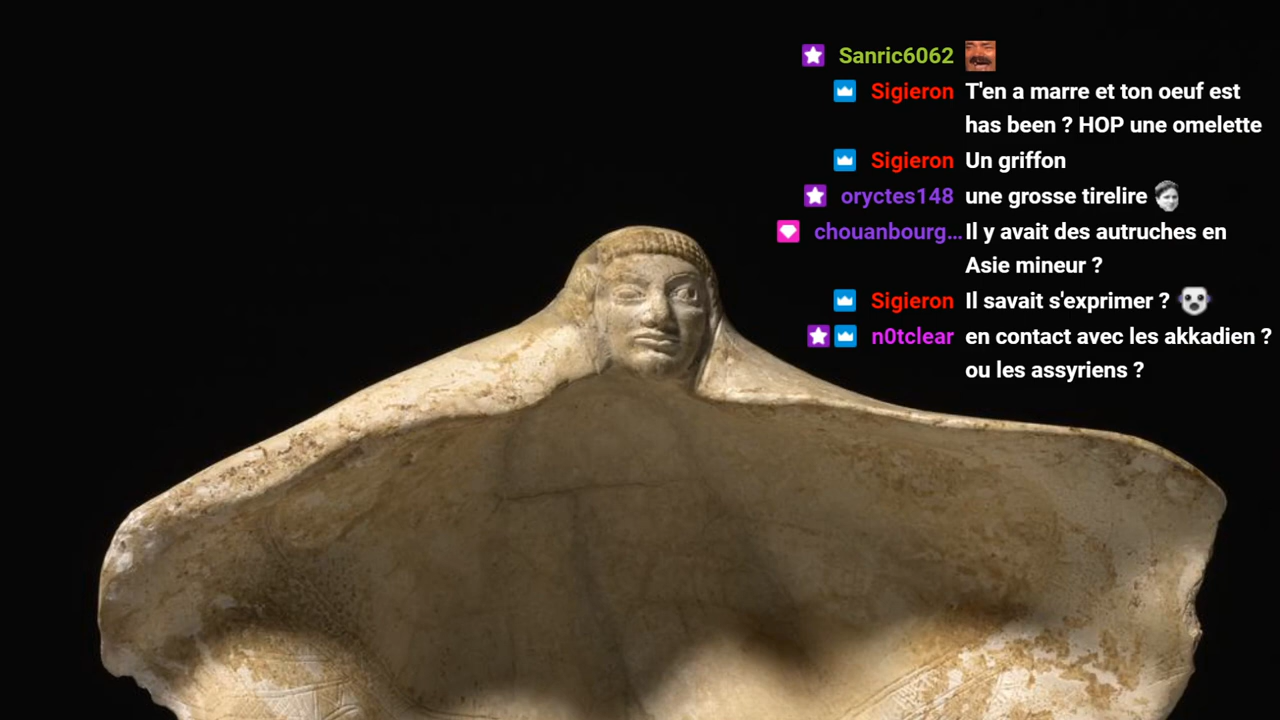 Sanric6062
Sigieron T'en a marre et ton oeuf est
has been ? HOP une omelette
Sigieron Un griffon
oryctes148 une grosse tirelire
chouanbourg... Il y avait des autruches en
Asie mineur ?
Sigieron Il savait s'exprimer ?
n0tclear en contact avec les akkadien ?
ou les assyriens ?